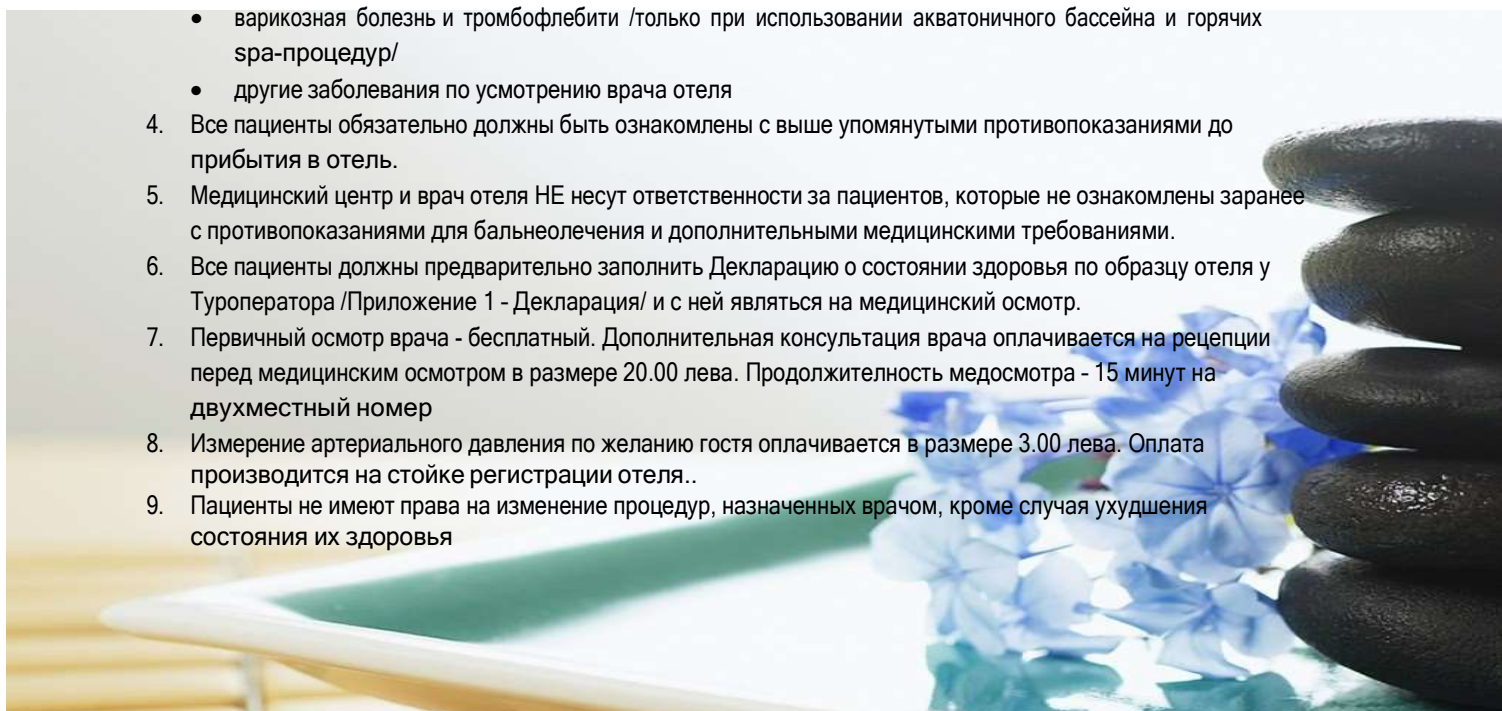 • варикозная болезнь и тромбофлебити /только при использовании акватоничного бассейна и горячих
spa-процедур/
• другие заболевания по усмотрению врача отеля
4. Все пациенты обязательно должны быть ознакомлены с выше упомянутыми противопоказаниями до
прибытия в отель.
5. Медицинский центр и врач отеля НЕ несут ответственности за пациентов, которые не ознакомлены заранее
с противопоказаниями для бальнеолечения и дополнительными медицинскими требованиями.
6. Все пациенты должны предварительно заполнить Декларацию о состоянии здоровья по образцу отеля у
Туроператора /Приложение 1 - Декларация/ и с ней являться на медицинский осмотр.
7. Первичный осмотр врача - бесплатный. Дополнительная консультация врача оплачивается на рецепции
перед медицинским осмотром в размере 20.00 лева. Продолжителность медосмотра - 15 минут на
двухместный номер
8. Измерение артериального давления по желанию гостя оплачивается в размере 3.00 лева. Оплата
производится на стойке регистрации отеля..
9. Пациенты не имеют права на изменение процедур, назначенных врачом, кроме случая ухудшения
состояния их здоровья